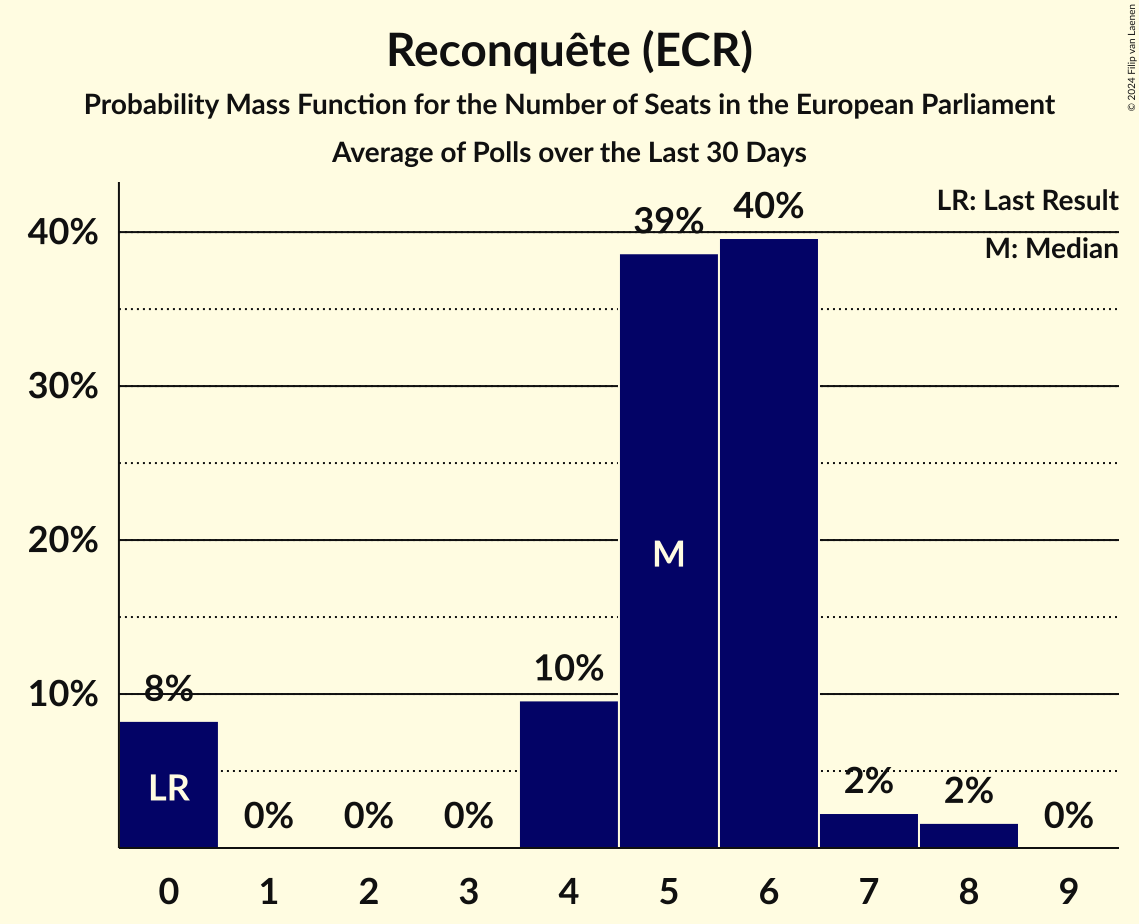 Reconquête (ECR)
Probability Mass Function for the Number of Seats in the European Parliament
Average of Polls over the Last 30 Days
© 2024 Filip van Laenen
LR: Last Result
M: Median
40%
30%
20%
10%
8%
0%
0%
0%
10%
39%
40%
2%
2%
0%
LR
M
0 1 2 3 4 5 6 7 8 9